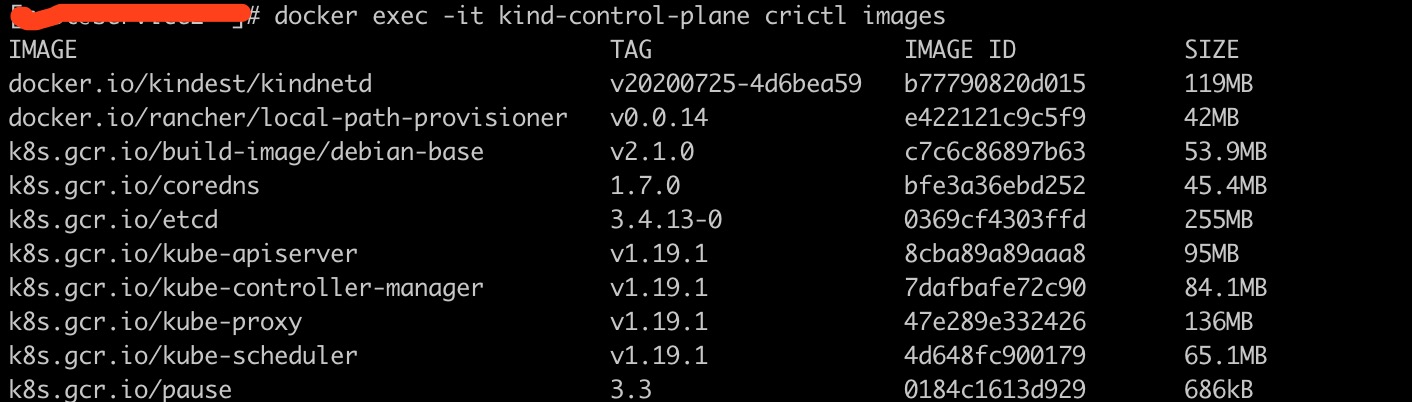 # docker exec -it kind-control-plane crictl images
IMAGE TAG IMAGE ID SIZE
docker.io/kindest/kindnetd v20200725-4d6bea59 b77790820d015 119MB
docker.io/rancher/local-path-provisioner v0.0.14 e422121c9c5f9 42MB
k8s.gcr.io/build-image/debian-base v2.1.0 c7c6c86897b63 53.9MB
k8s.gcr.io/coredns 1.7.0 bfe3a36ebd252 45.4MB
k8s.gcr.io/etcd 3.4.13-0 0369cf4303ffd 255MB
k8s.gcr.io/kube-apiserver v1.19.1 8cba89a89aaa8 95MB
k8s.gcr.io/kube-controller-manager v1.19.1 7dafbafe72c90 84.1MB
k8s.gcr.io/kube-proxy v1.19.1 47e289e332426 136MB
k8s.gcr.io/kube-scheduler v1.19.1 4d648fc900179 65.1MB
k8s.gcr.io/pause 3.3 0184c1613d929 686kB